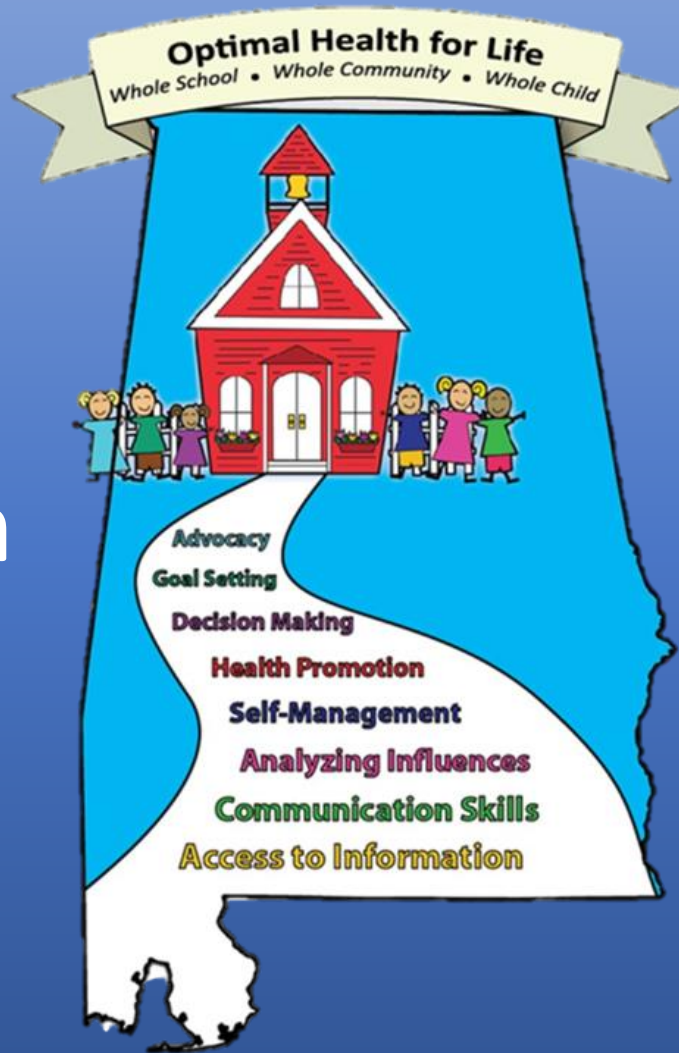 Optimal Health for Life
Whole School • Whole Community • Whole Child
Advocacy
Goal Setting
Decision Making
Health Promotion
Self-Management
Analyzing Influences
Communication Skills
Access to Information